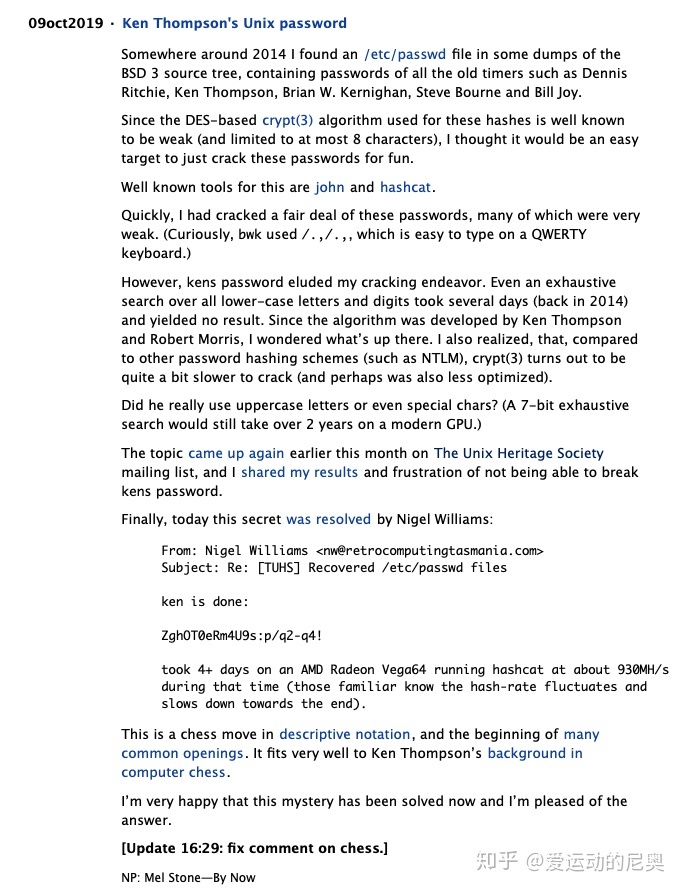 09oct2019 · Ken Thompson's Unix password
Somewhere around 2014 I found an /etc/passwd file in some dumps of the
BSD 3 source tree, containing passwords of all the old timers such as Dennis
Ritchie, Ken Thompson, Brian W. Kernighan, Steve Bourne and Bill Joy.
Since the DES-based crypt(3) algorithm used for these hashes is well known
to be weak (and limited to at most 8 characters), I thought it would be an easy
target to just crack these passwords for fun.
Well known tools for this are john and hashcat.
Quickly, I had cracked a fair deal of these passwords, many of which were very
weak. (Curiously, bwk used /.,/.,, which is easy to type on a QWERTY
keyboard.)
However, kens password eluded my cracking endeavor. Even an exhaustive
search over all lower-case letters and digits took several days (back in 2014)
and yielded no result. Since the algorithm was developed by Ken Thompson
and Robert Morris, I wondered what's up there. I also realized, that, compared
to other password hashing schemes (such as NTLM), crypt(3) turns out to be
quite a bit slower to crack (and perhaps was also less optimized).
Did he really use uppercase letters or even special chars? (A 7-bit exhaustive
search would still take over 2 years on a modern GPU.)
The topic came up again earlier this month on The Unix Heritage Society
mailing list, and I shared my results and frustration of not being able to break
kens password.
Finally, today this secret was resolved by Nigel Williams:
From: Nigel Williams <nw@retrocomputingtasmania.com>
Subject: Re: [TUHS] Recovered /etc/passwd files
ken is done:
ZghOT0eRm4U9s:p/q2-q4!
took 4+ days on an AMD Radeon Vega64 running hashcat at about 930MH/s
during that time (those familiar know the hash-rate fluctuates and
slows down towards the end).
This is a chess move in descriptive notation, and the beginning of many
common openings. It fits very well to Ken Thompson's background in
computer chess.
I'm very happy that this mystery has been solved now and I'm pleased of the
answer.
[Update 16:29: fix comment on chess.]
NP: Mel Stone—By Now
知乎 @爱运动的尼奥